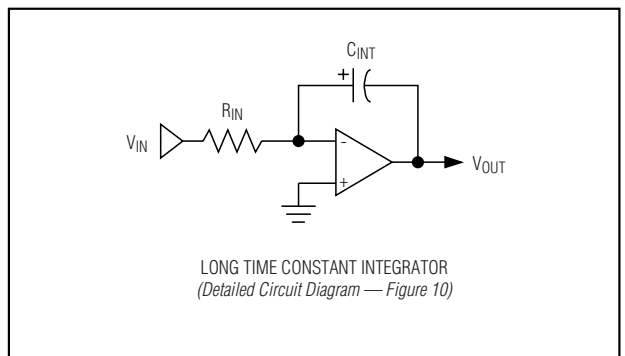 CINT
+
RIN
VIN
-
+
VOUT
LONG TIME CONSTANT INTEGRATOR
(Detailed Circuit Diagram — Figure 10)